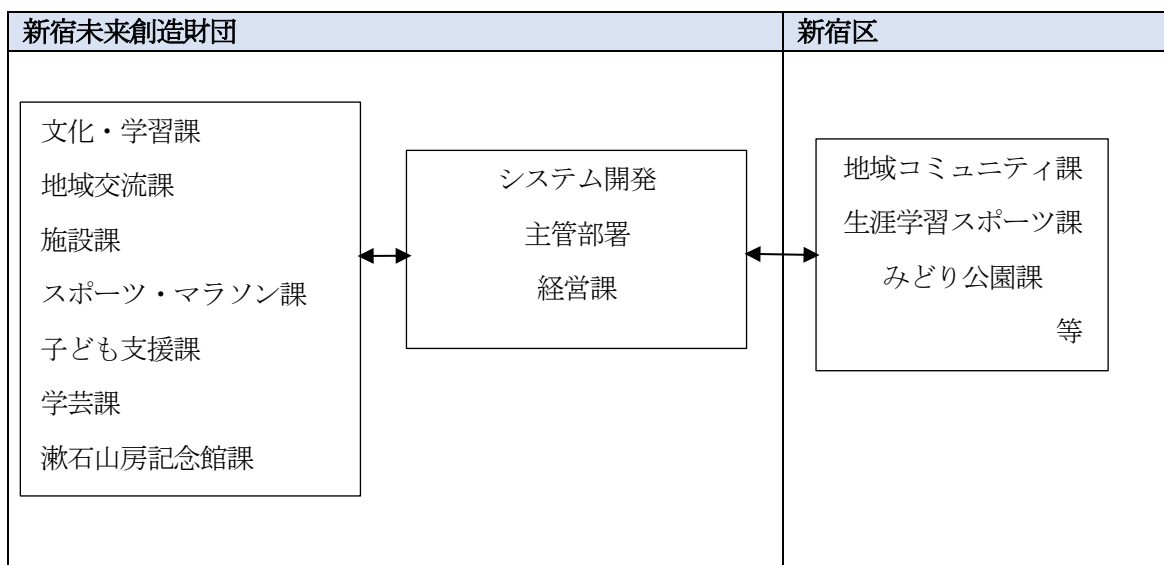 新宿未来創造財団
新宿区
文化・学習課
地域交流課
施設課
スポーツ・マラソン課
子ども支援課
学芸課
漱石山房記念館課
システム開発
主管部署
経営課
地域コミュニティ課
生涯学習スポーツ課
みどり公園課
等